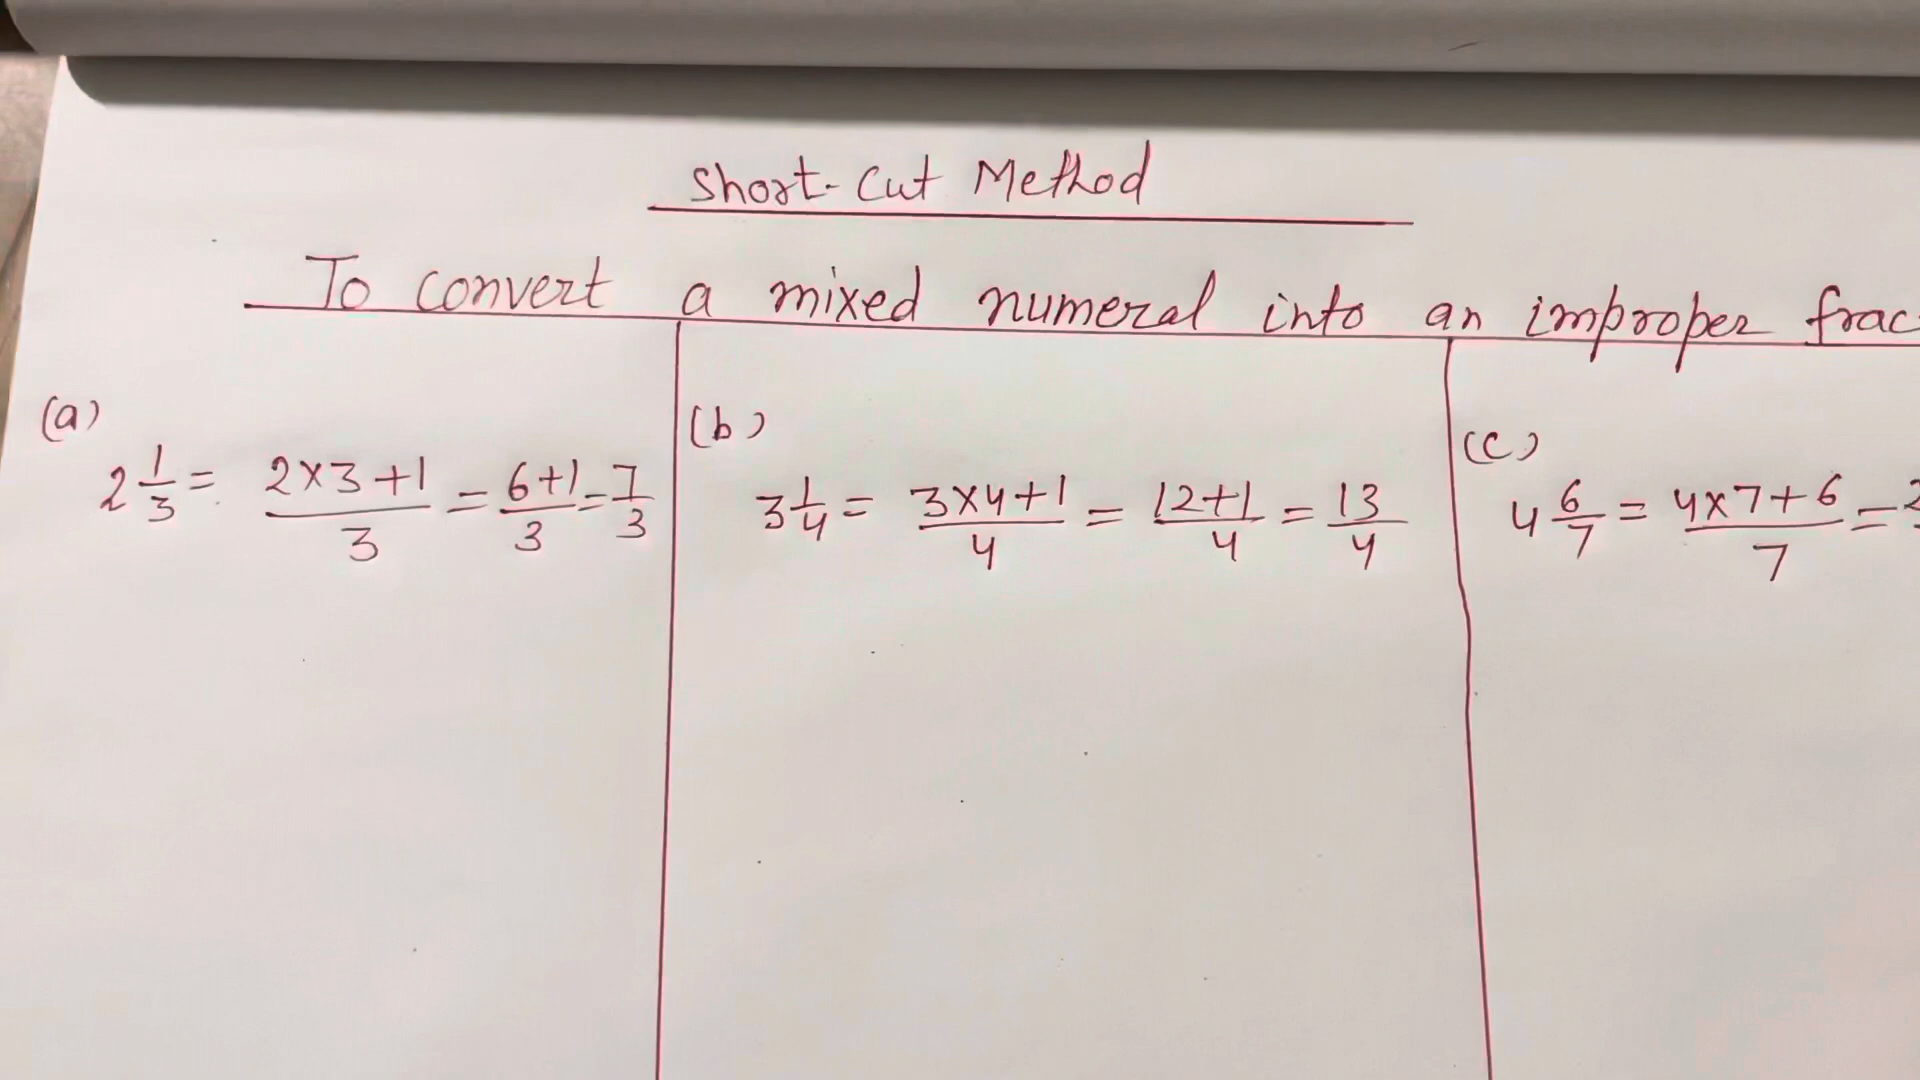 Short-Cut Method
To convert a mixed numeral into an improper frac
(a)
2 1/3 = (2×3+1)/3 = (6+1)/3 = 7/3
(b)
3 1/4 = (3×4+1)/4 = (12+1)/4 = 13/4
(c)
4 6/7 = (4×7+6)/7 =